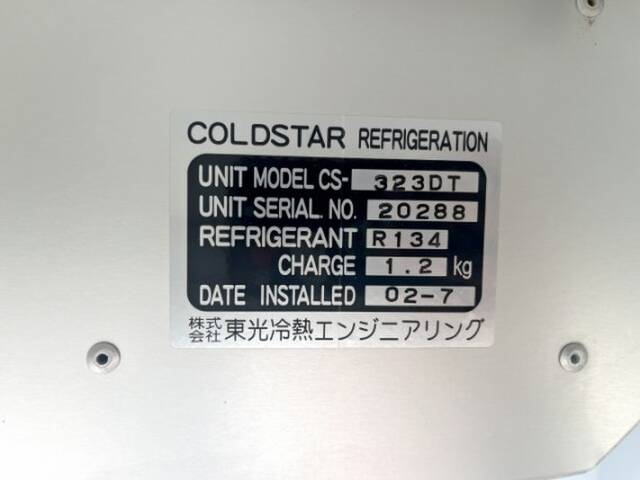 COLDSTAR REFRIGERATION
UNIT MODEL CS- 323DT
UNIT SERIAL. NO. 20288
REFRIGERANT R134
CHARGE 1.2 kg
DATE INSTALLED 02-7
株式会社 東光冷熱エンジニアリング